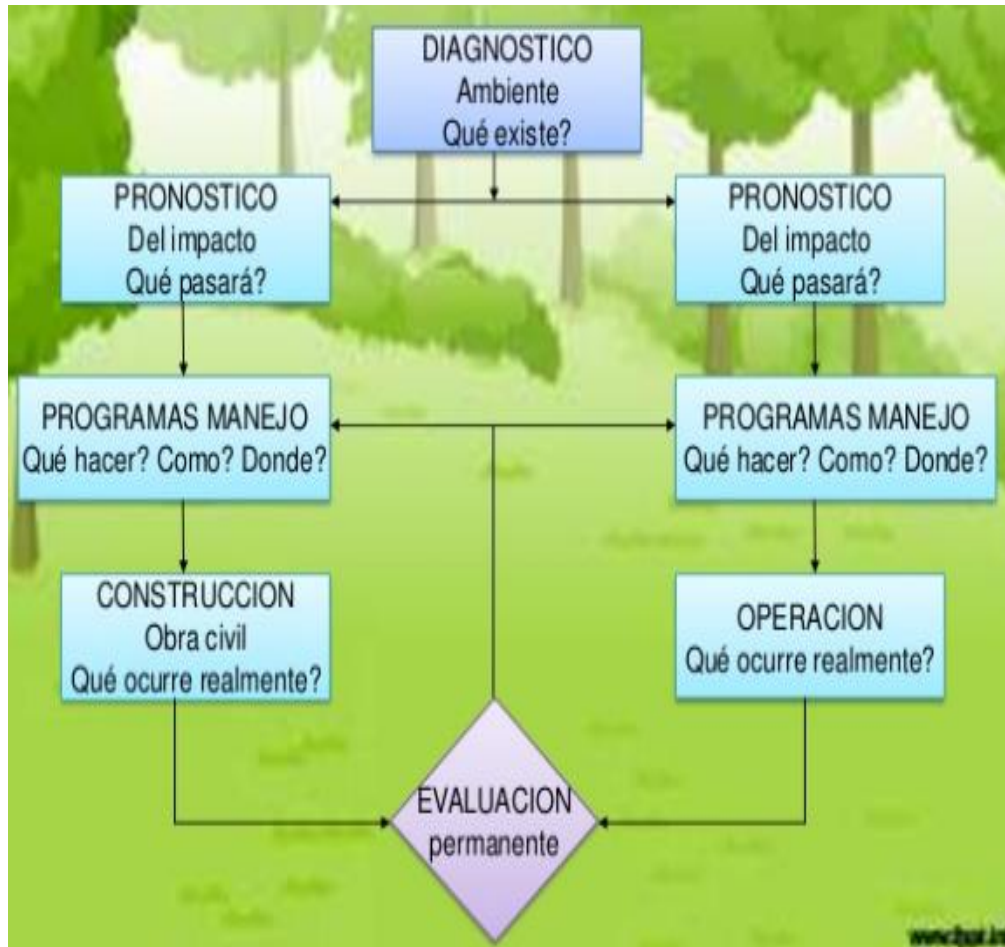 DIAGNOSTICO
Ambiente
Qué existe?
PRONOSTICO
Del impacto
Qué pasará?
PRONOSTICO
Del impacto
Qué pasará?
PROGRAMAS MANEJO
Qué hacer? Como? Donde?
PROGRAMAS MANEJO
Qué hacer? Como? Donde?
CONSTRUCCION
Obra civil
Qué ocurre realmente?
OPERACION
Qué ocurre realmente?
EVALUACION
permanente